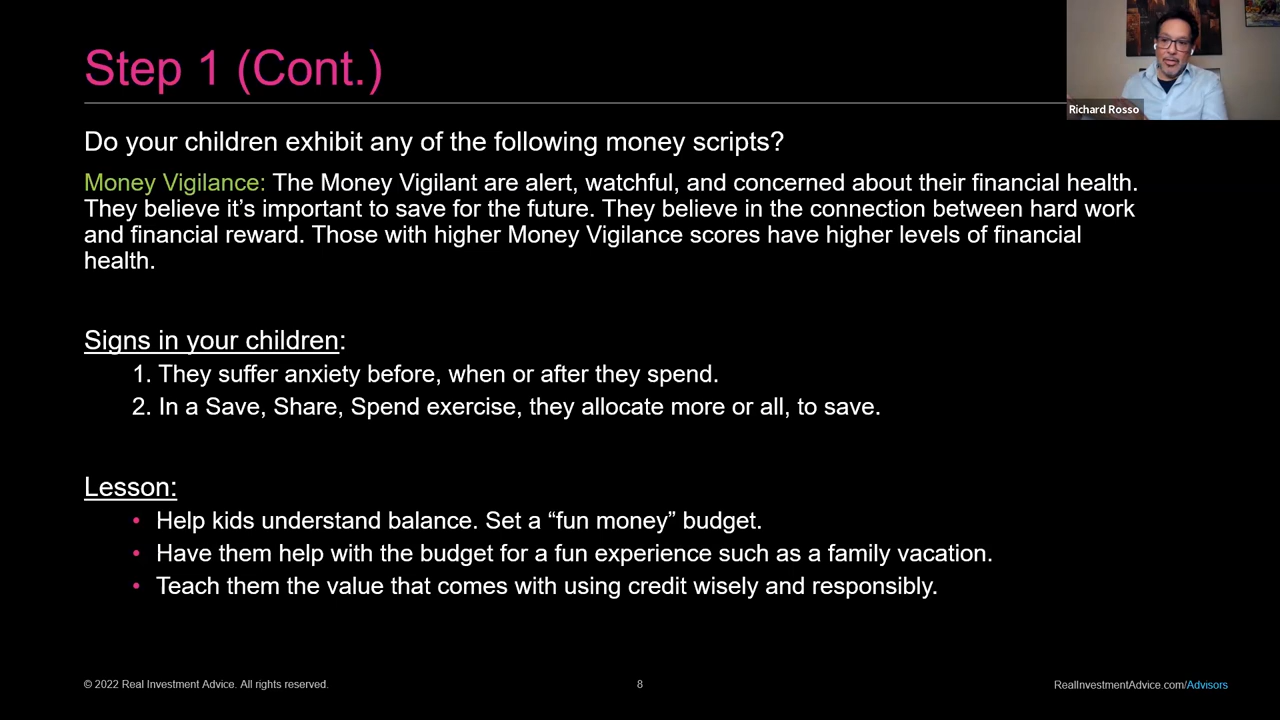 Step 1 (Cont.)
Richard Rosso
Do your children exhibit any of the following money scripts?
Money Vigilance: The Money Vigilant are alert, watchful, and concerned about their financial health.
They believe it’s important to save for the future. They believe in the connection between hard work
and financial reward. Those with higher Money Vigilance scores have higher levels of financial
health.
Signs in your children:
1. They suffer anxiety before, when or after they spend.
2. In a Save, Share, Spend exercise, they allocate more or all, to save.
Lesson:
• Help kids understand balance. Set a “fun money” budget.
• Have them help with the budget for a fun experience such as a family vacation.
• Teach them the value that comes with using credit wisely and responsibly.
© 2022 Real Investment Advice. All rights reserved.
8
RealInvestmentAdvice.com/Advisors